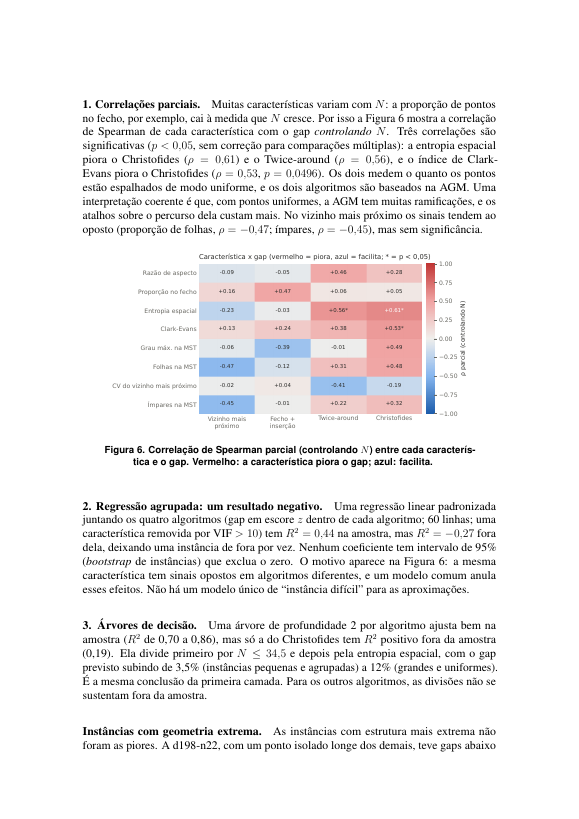 1. Correlações parciais. Muitas características variam com N: a proporção de pontos
no fecho, por exemplo, cai à medida que N cresce. Por isso a Figura 6 mostra a correlação
de Spearman de cada característica com o gap controlando N. Três correlações são
significativas (p < 0,05, sem correção para comparações múltiplas): a entropia espacial
piora o Christofides (ρ = 0,61) e o Twice-around (ρ = 0,56), e o índice de Clark-
Evans piora o Christofides (ρ = 0,53, p = 0,0496). Os dois medem o quanto os pontos
estão espalhados de modo uniforme, e os dois algoritmos são baseados na AGM. Uma
interpretação coerente é que, com pontos uniformes, a AGM tem muitas ramificações, e os
atalhos sobre o percurso dela custam mais. No vizinho mais próximo os sinais tendem ao
oposto (proporção de folhas, ρ = −0,47; ímpares, ρ = −0,45), mas sem significância.
Característica x gap (vermelho = piora, azul = facilita; * = p < 0,05)
Razão de aspecto -0.09 -0.05 +0.46 +0.28
Proporção no fecho +0.16 +0.47 +0.06 +0.05
Entropia espacial -0.23 -0.03 +0.56* +0.61*
Clark-Evans +0.13 +0.24 +0.38 +0.53*
Grau máx. na MST -0.06 -0.39 -0.01 +0.49
Folhas na MST -0.47 -0.12 +0.31 +0.48
CV do vizinho mais próximo -0.02 +0.04 -0.41 -0.19
Ímpares na MST -0.45 -0.01 +0.22 +0.32
Vizinho mais
próximo
Fecho +
inserção
Twice-around
Christofides
1.00
0.75
0.50
0.25
0.00
−0.25
−0.50
−0.75
−1.00
ρ parcial (controlando N)
Figura 6. Correlação de Spearman parcial (controlando N) entre cada caracterís-
tica e o gap. Vermelho: a característica piora o gap; azul: facilita.
2. Regressão agrupada: um resultado negativo. Uma regressão linear padronizada
juntando os quatro algoritmos (gap em escore z dentro de cada algoritmo; 60 linhas; uma
característica removida por VIF > 10) tem R² = 0,44 na amostra, mas R² = −0,27 fora
dela, deixando uma instância de fora por vez. Nenhum coeficiente tem intervalo de 95%
(bootstrap de instâncias) que exclua o zero. O motivo aparece na Figura 6: a mesma
característica tem sinais opostos em algoritmos diferentes, e um modelo comum anula
esses efeitos. Não há um modelo único de “instância difícil” para as aproximações.
3. Árvores de decisão. Uma árvore de profundidade 2 por algoritmo ajusta bem na
amostra (R² de 0,70 a 0,86), mas só a do Christofides tem R² positivo fora da amostra
(0,19). Ela divide primeiro por N ≤ 34,5 e depois pela entropia espacial, com o gap
previsto subindo de 3,5% (instâncias pequenas e agrupadas) a 12% (grandes e uniformes).
É a mesma conclusão da primeira camada. Para os outros algoritmos, as divisões não se
sustentam fora da amostra.
Instâncias com geometria extrema. As instâncias com estrutura mais extrema não
foram as piores. A d198-n22, com um ponto isolado longe dos demais, teve gaps abaixo